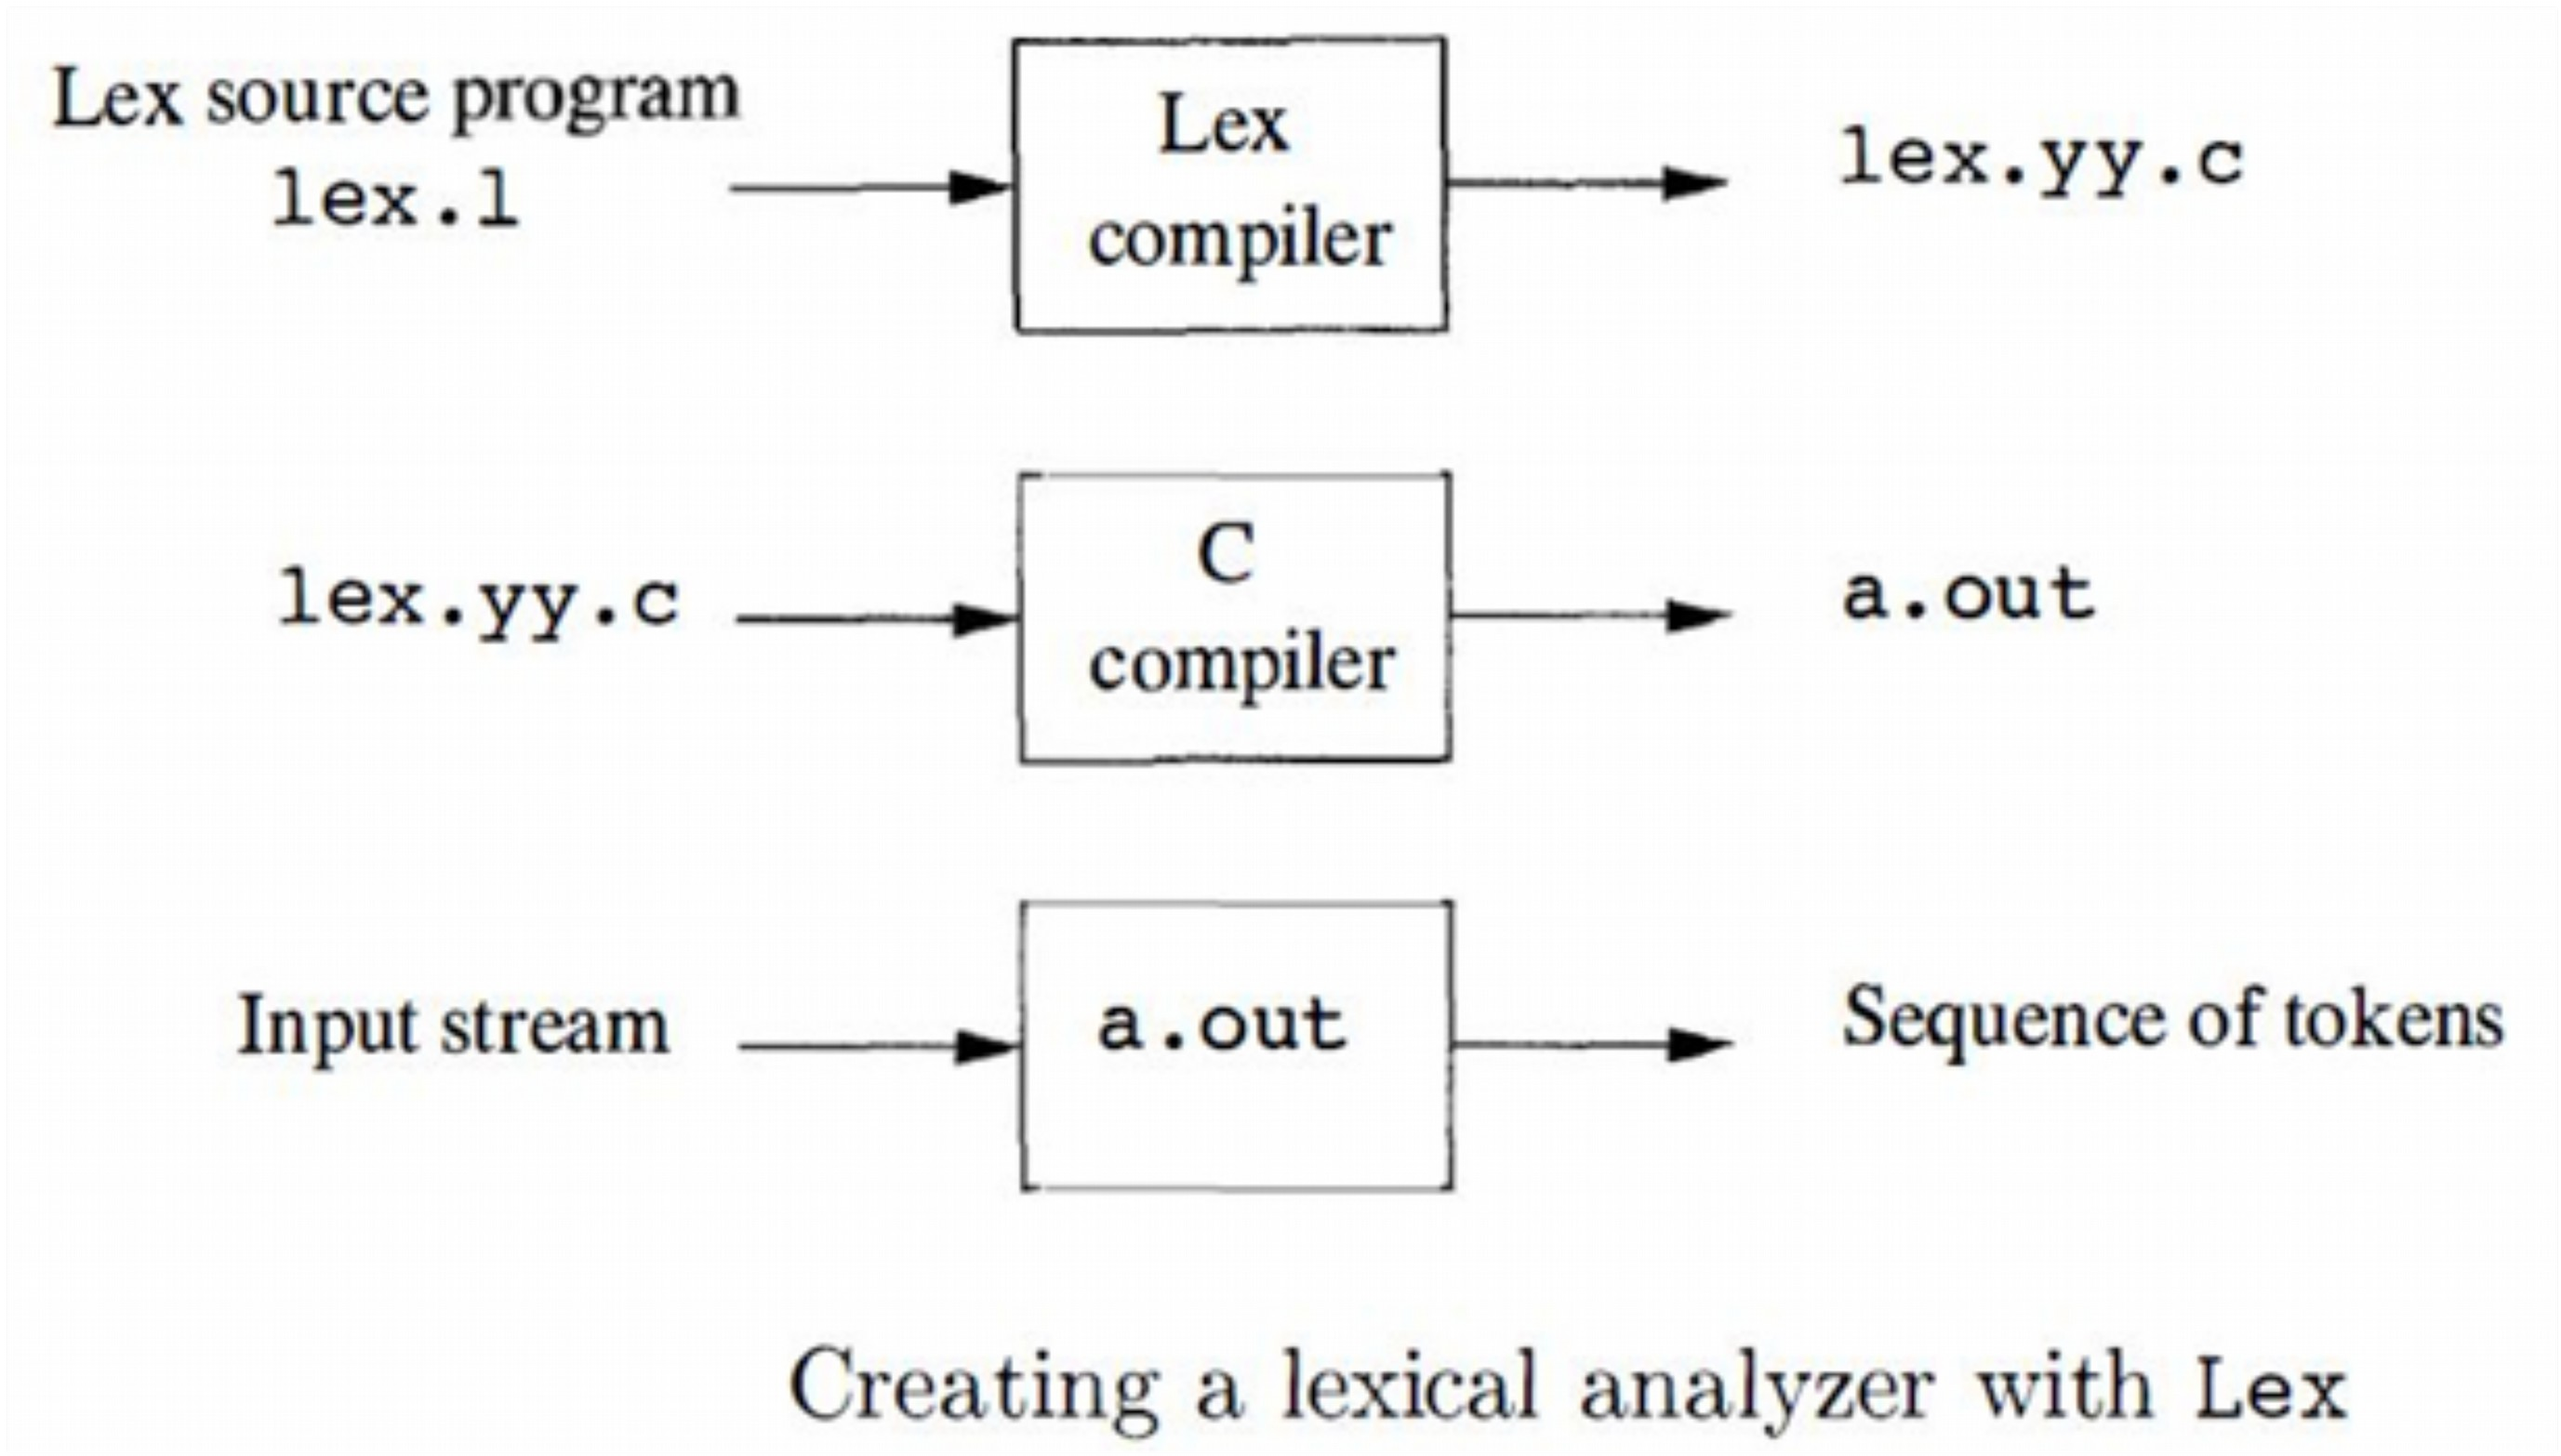 Lex source program
lex.l
Lex
compiler
lex.yy.c
lex.yy.c
C
compiler
a.out
Input stream
a.out
Sequence of tokens
Creating a lexical analyzer with Lex